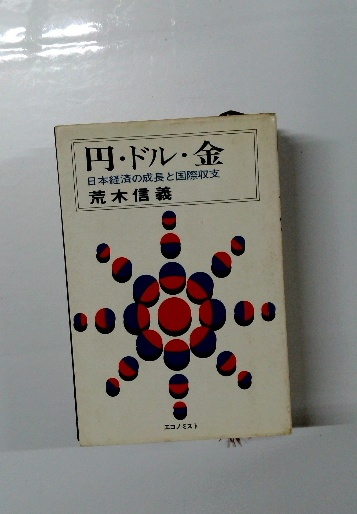 円・ドル・金
日本経済の成長と国際収支
荒木信義
エコノミスト